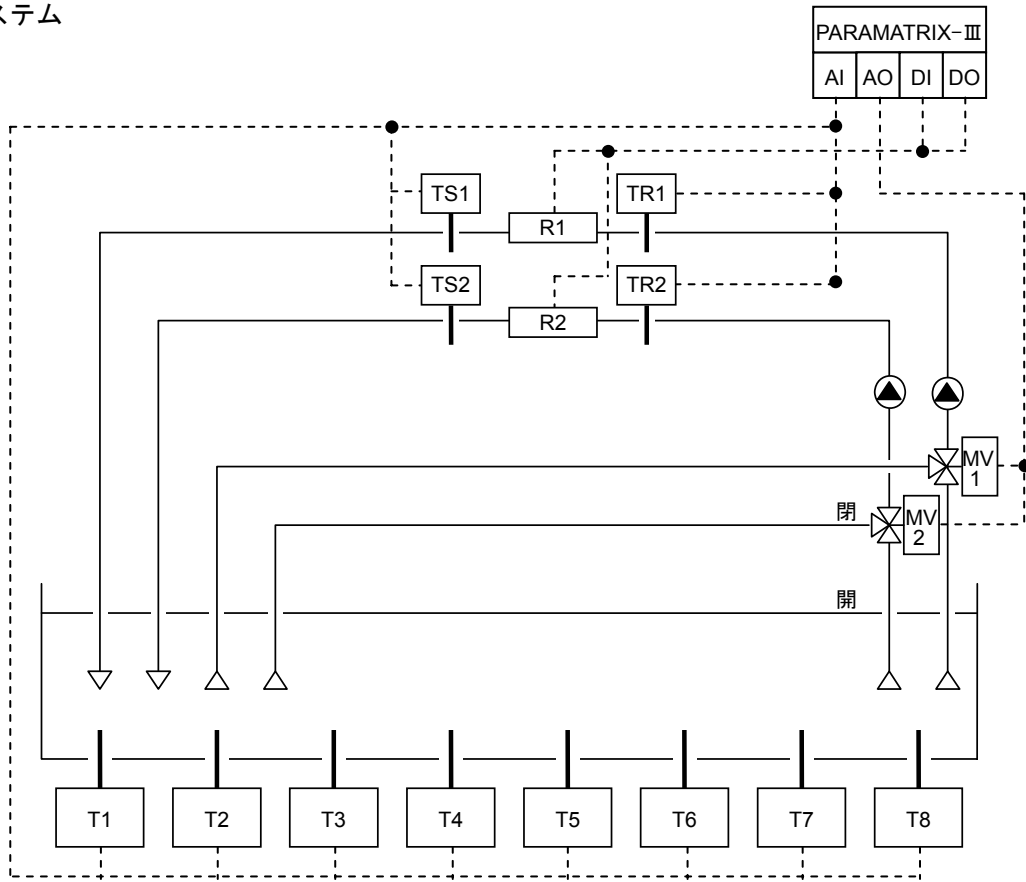 ステム
PARAMATRIX-Ⅲ
AI AO DI DO
TS1
TR1
R1
TS2
TR2
R2
MV
1
閉
MV
2
開
T1 T2 T3 T4 T5 T6 T7 T8